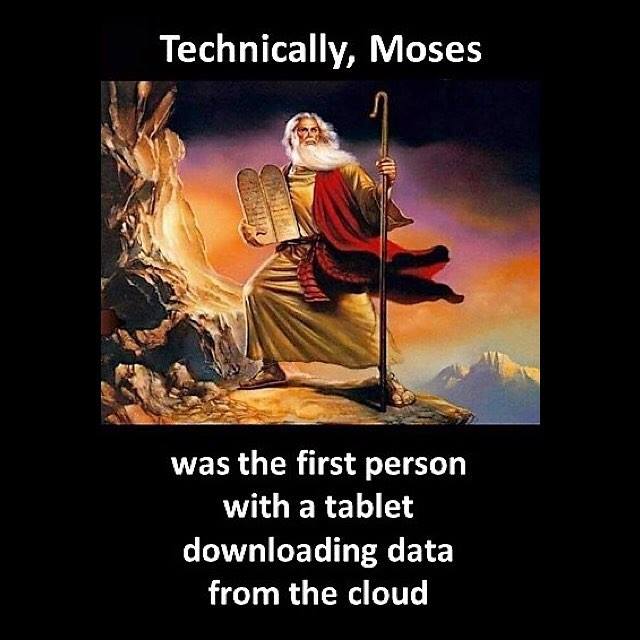 Technically, Moses
was the first person
with a tablet
downloading data
from the cloud